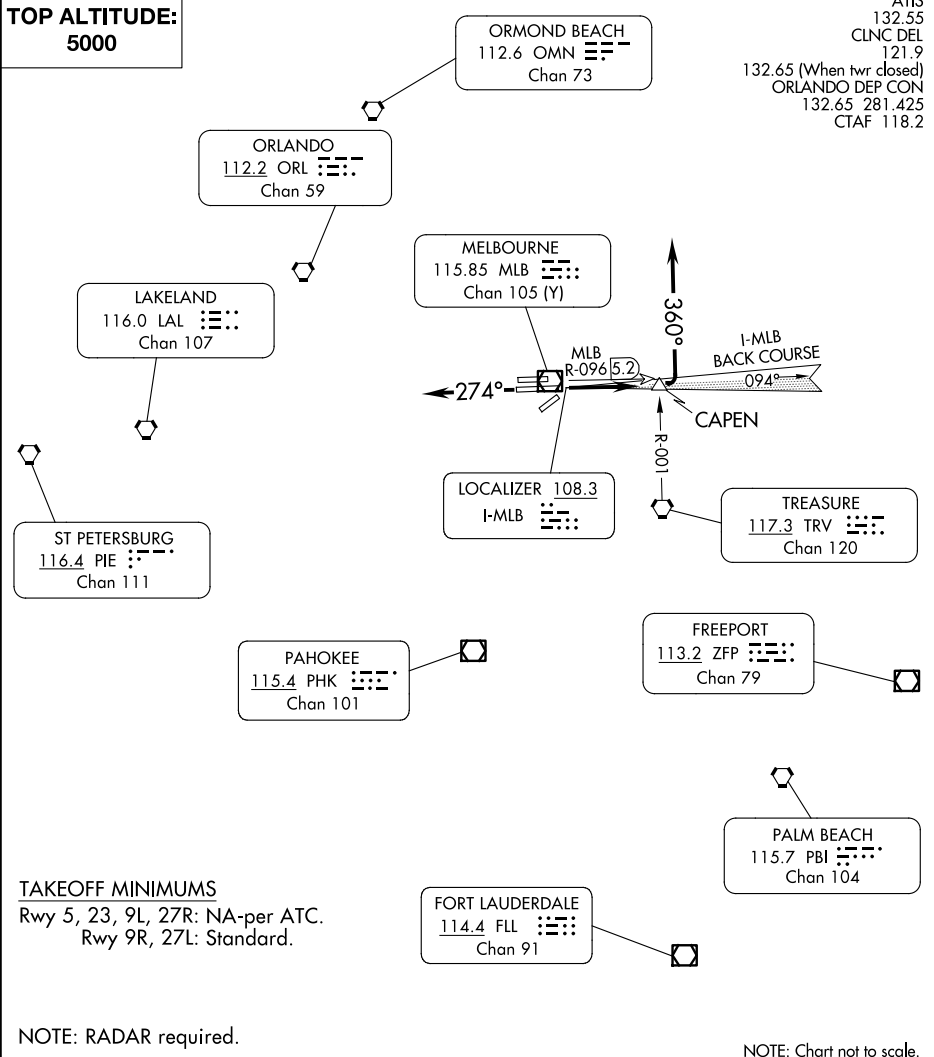 TOP ALTITUDE:
5000
ATIS
132.55
CLNC DEL
121.9
132.65 (When twr closed)
ORLANDO DEP CON
132.65 281.425
CTAF 118.2
ORMOND BEACH
112.6 OMN
Chan 73
ORLANDO
112.2 ORL
Chan 59
MELBOURNE
115.85 MLB
Chan 105 (Y)
LAKELAND
116.0 LAL
Chan 107
360°
I-MLB
BACK COURSE
094°
MLB
R-096 5.2
274°
CAPEN
R-001
LOCALIZER 108.3
I-MLB
TREASURE
117.3 TRV
Chan 120
ST PETERSBURG
116.4 PIE
Chan 111
PAHOKEE
115.4 PHK
Chan 101
FREEPORT
113.2 ZFP
Chan 79
PALM BEACH
115.7 PBI
Chan 104
FORT LAUDERDALE
114.4 FLL
Chan 91
TAKEOFF MINIMUMS
Rwy 5, 23, 9L, 27R: NA-per ATC.
Rwy 9R, 27L: Standard.
NOTE: RADAR required.
NOTE: Chart not to scale.